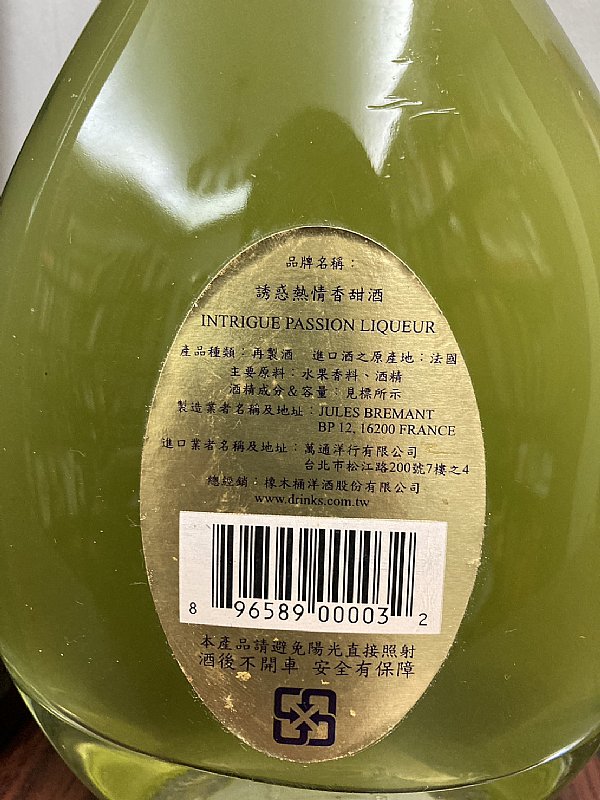 品牌名稱：
誘惑熱情香甜酒
INTRIGUE PASSION LIQUEUR
產品種類：再製酒 進口酒之原產地：法國
主要原料：水果香料、酒精
酒精成分&容量：見標所示
製造業者名稱及地址：JULES BREMANT
BP 12, 16200 FRANCE
進口業者名稱及地址：萬通洋行有限公司
台北市松江路200號7樓之4
總經銷：橡木桶洋酒股份有限公司
www.drinks.com.tw
8 96589 00003 2
本產品請避免陽光直接照射
酒後不開車 安全有保障